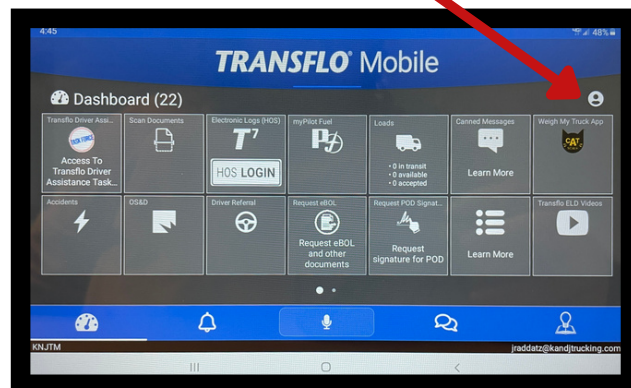 4:45
48%
TRANSFLO® Mobile
Dashboard (22)
Transflo Driver Assi...
TASK FORCE
Access To
Transflo Driver
Assistance Task...
Scan Documents
Electronic Logs (HOS)
T7
HOS LOGIN
myPilot Fuel
Loads
• 0 in transit
• 0 available
• 0 accepted
Canned Messages
Learn More
Weigh My Truck App
CAT
Accidents
OS&D
Driver Referral
Request eBOL
Request eBOL
and other
documents
Request POD Signat...
Request
signature for POD
Learn More
Transflo ELD Videos
KNJTM
jraddatz@kandjtrucking.com